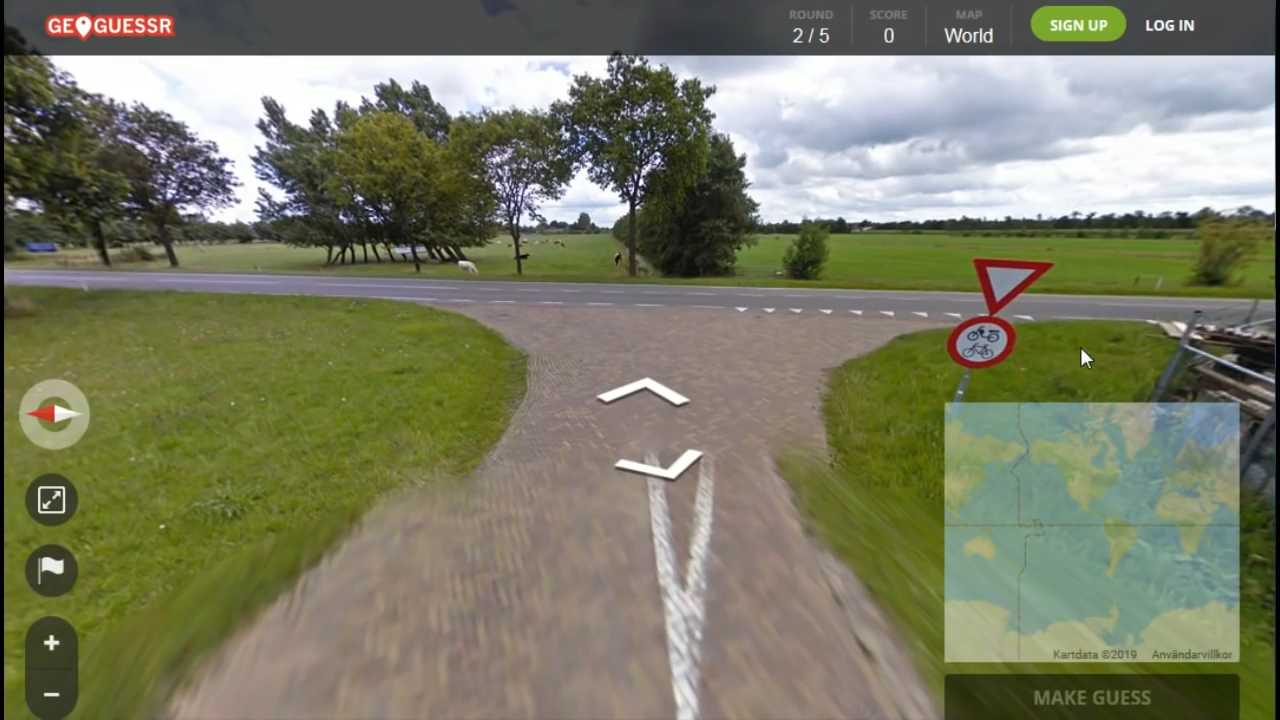 GEOGUESSR
ROUND
2 / 5
SCORE
0
MAP
World
SIGN UP
LOG IN
Kartdata ©2019 Användarvillkor
MAKE GUESS